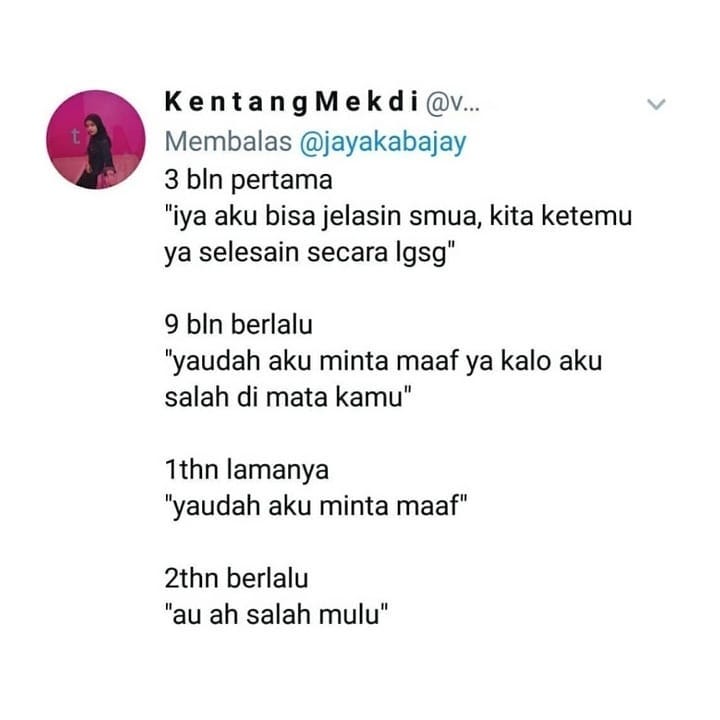 KentangMekdi @v...
Membalas @jayakabajay
3 bln pertama
"iya aku bisa jelasin smua, kita ketemu
ya selesain secara lgsg"
9 bln berlalu
"yaudah aku minta maaf ya kalo aku
salah di mata kamu"
1thn lamanya
"yaudah aku minta maaf"
2thn berlalu
"au ah salah mulu"